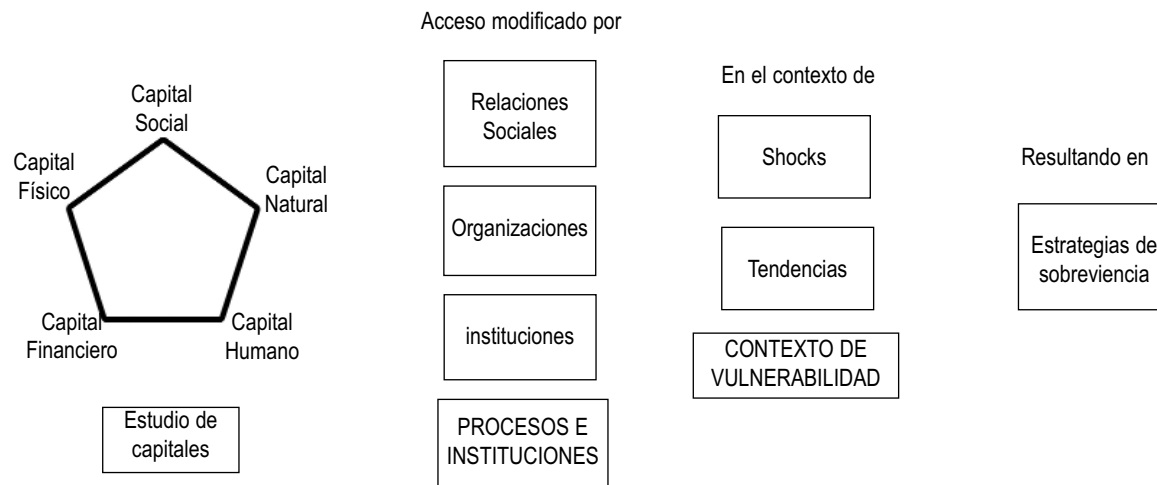 Capital
Social
Capital
Físico
Capital
Natural
Capital
Financiero
Capital
Humano
Estudio de
capitales
Acceso modificado por
Relaciones
Sociales
Organizaciones
instituciones
PROCESOS E
INSTITUCIONES
En el contexto de
Shocks
Tendencias
CONTEXTO DE
VULNERABILIDAD
Resultando en
Estrategias de
sobreviencia